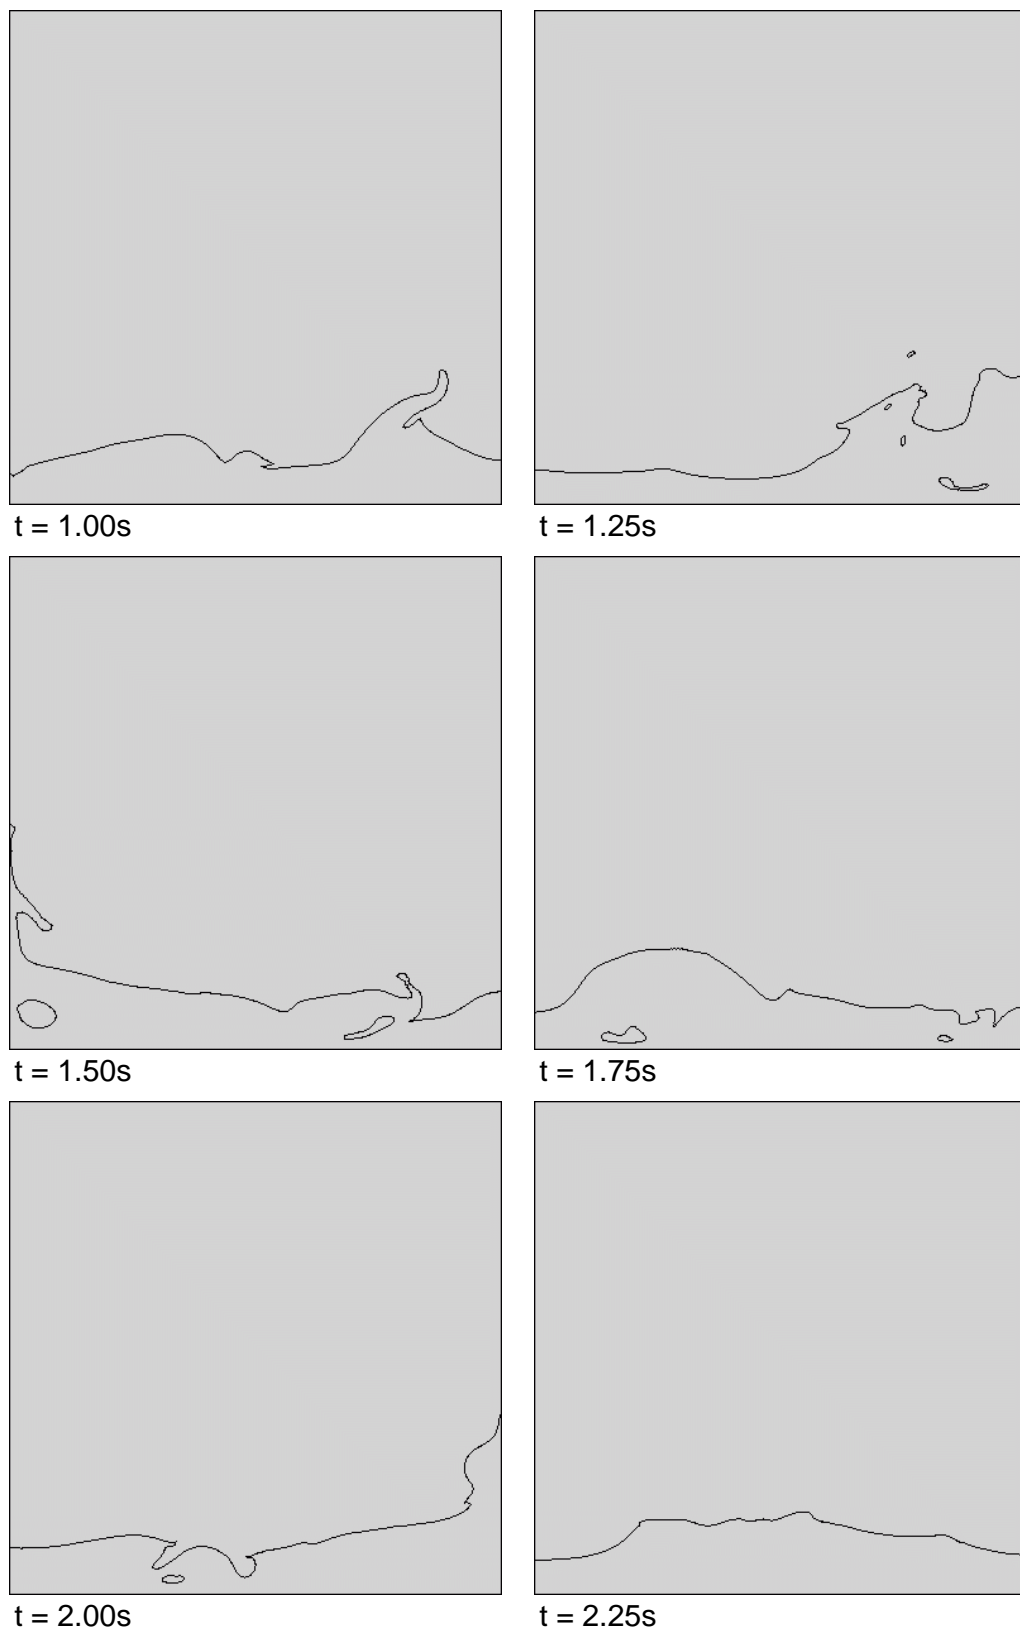 t = 1.00s
t = 1.25s
t = 1.50s
t = 1.75s
t = 2.00s
t = 2.25s